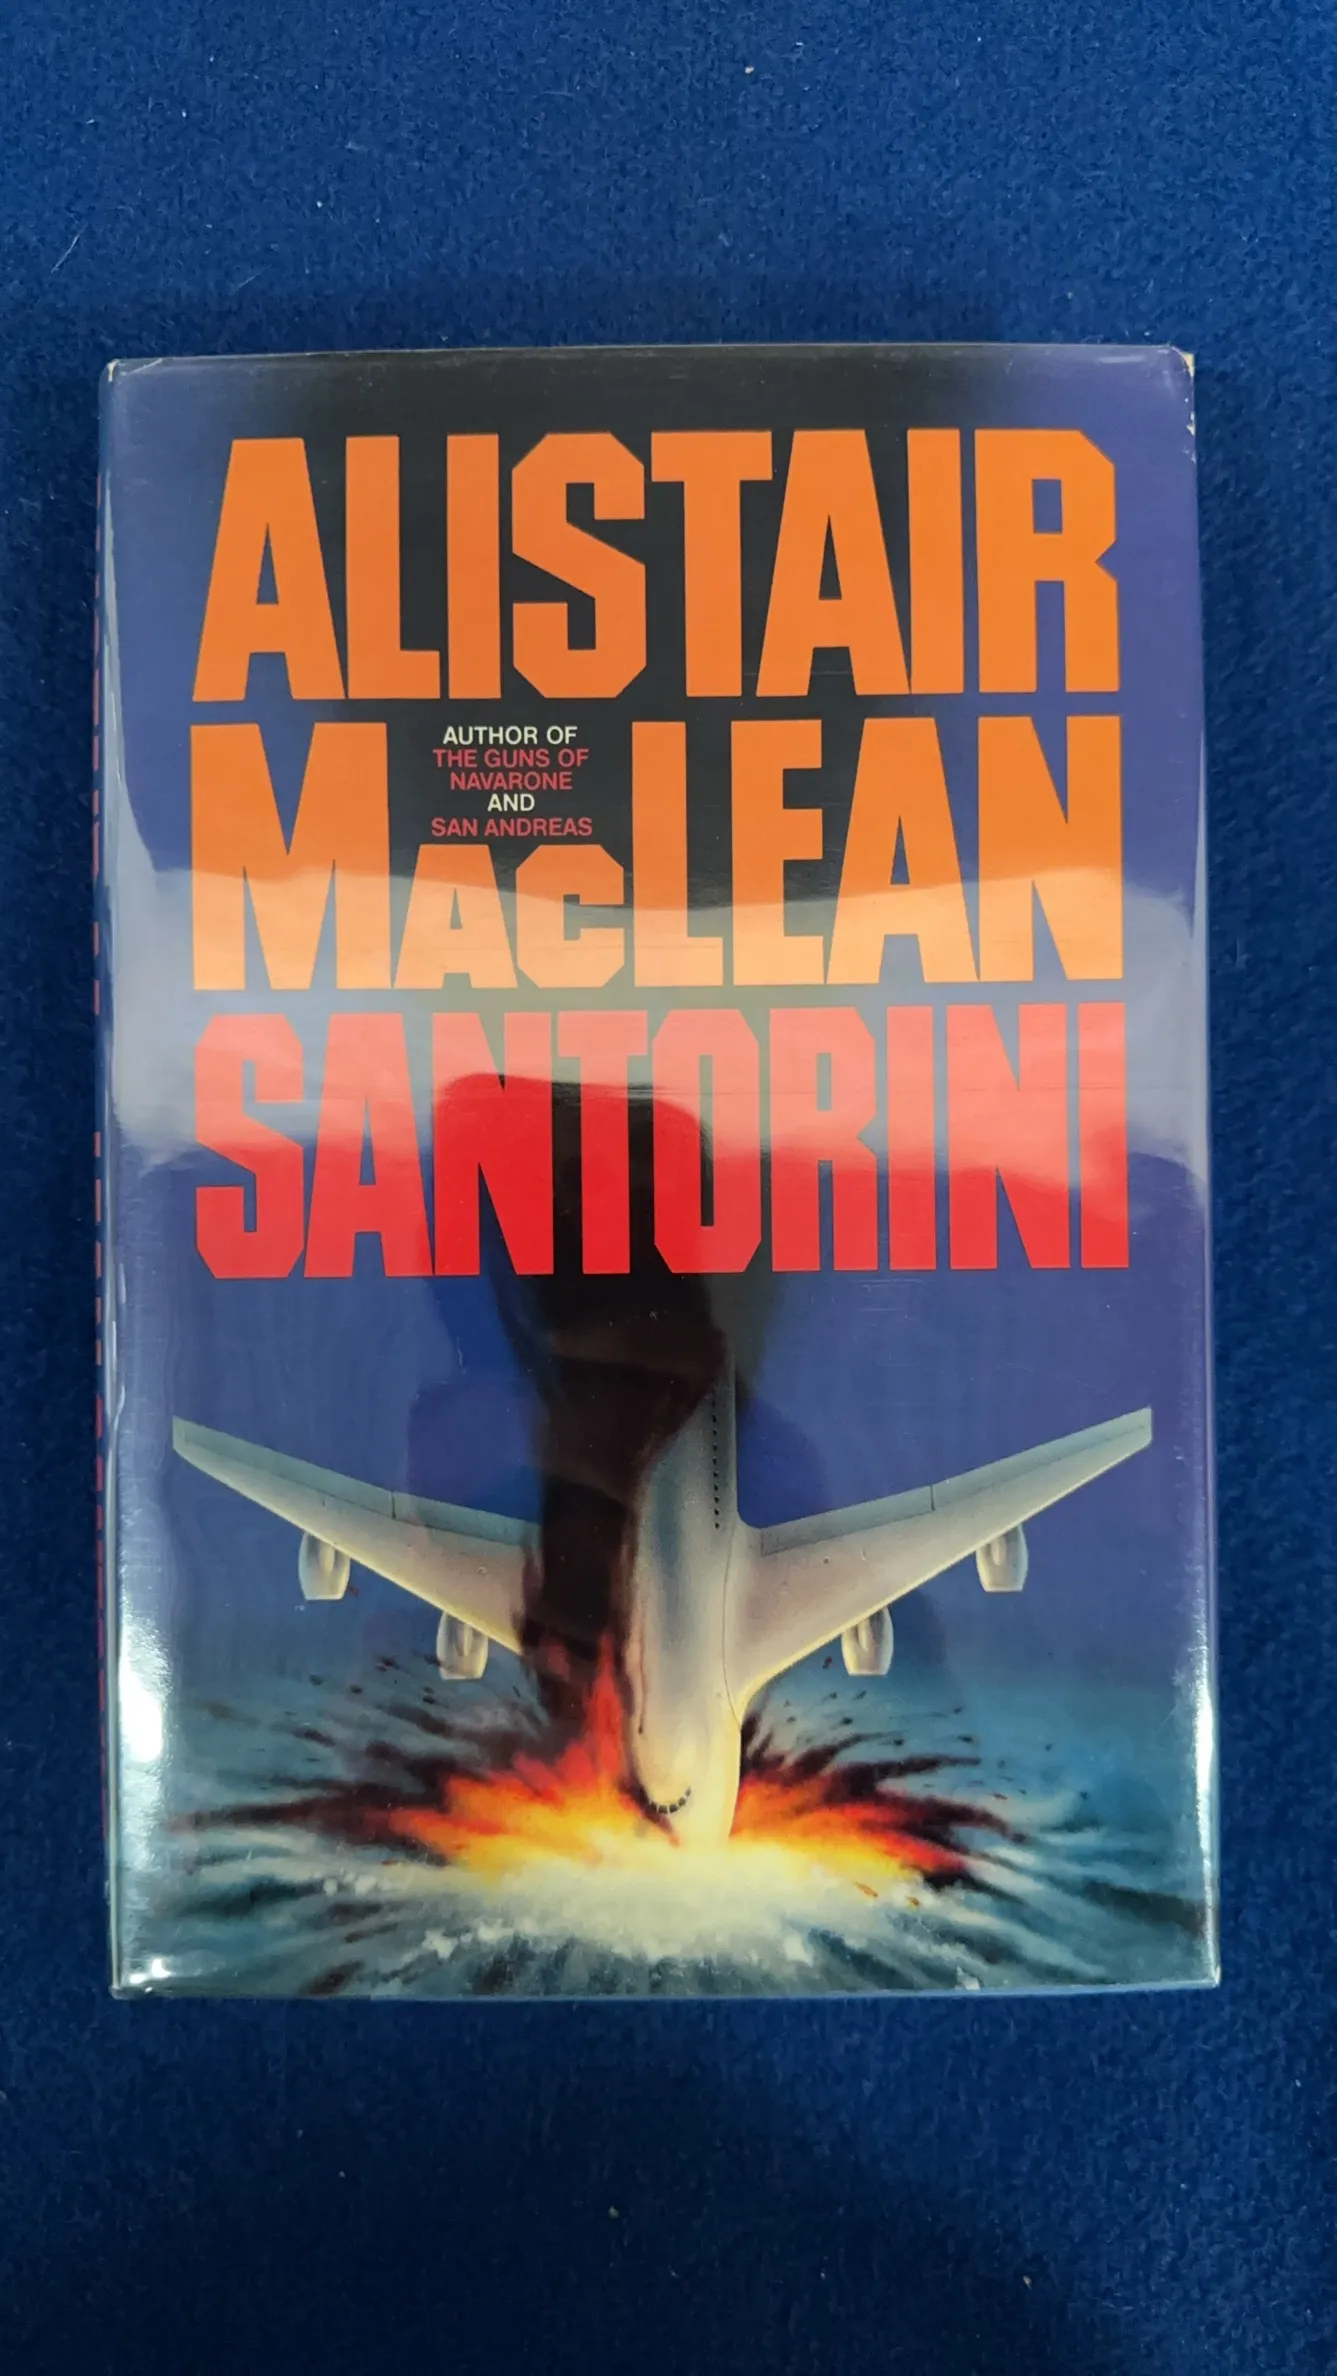 ALISTAIR
MACLEAN
AUTHOR OF
THE GUNS OF
NAVARONE
AND
SAN ANDREAS
SANTORINI